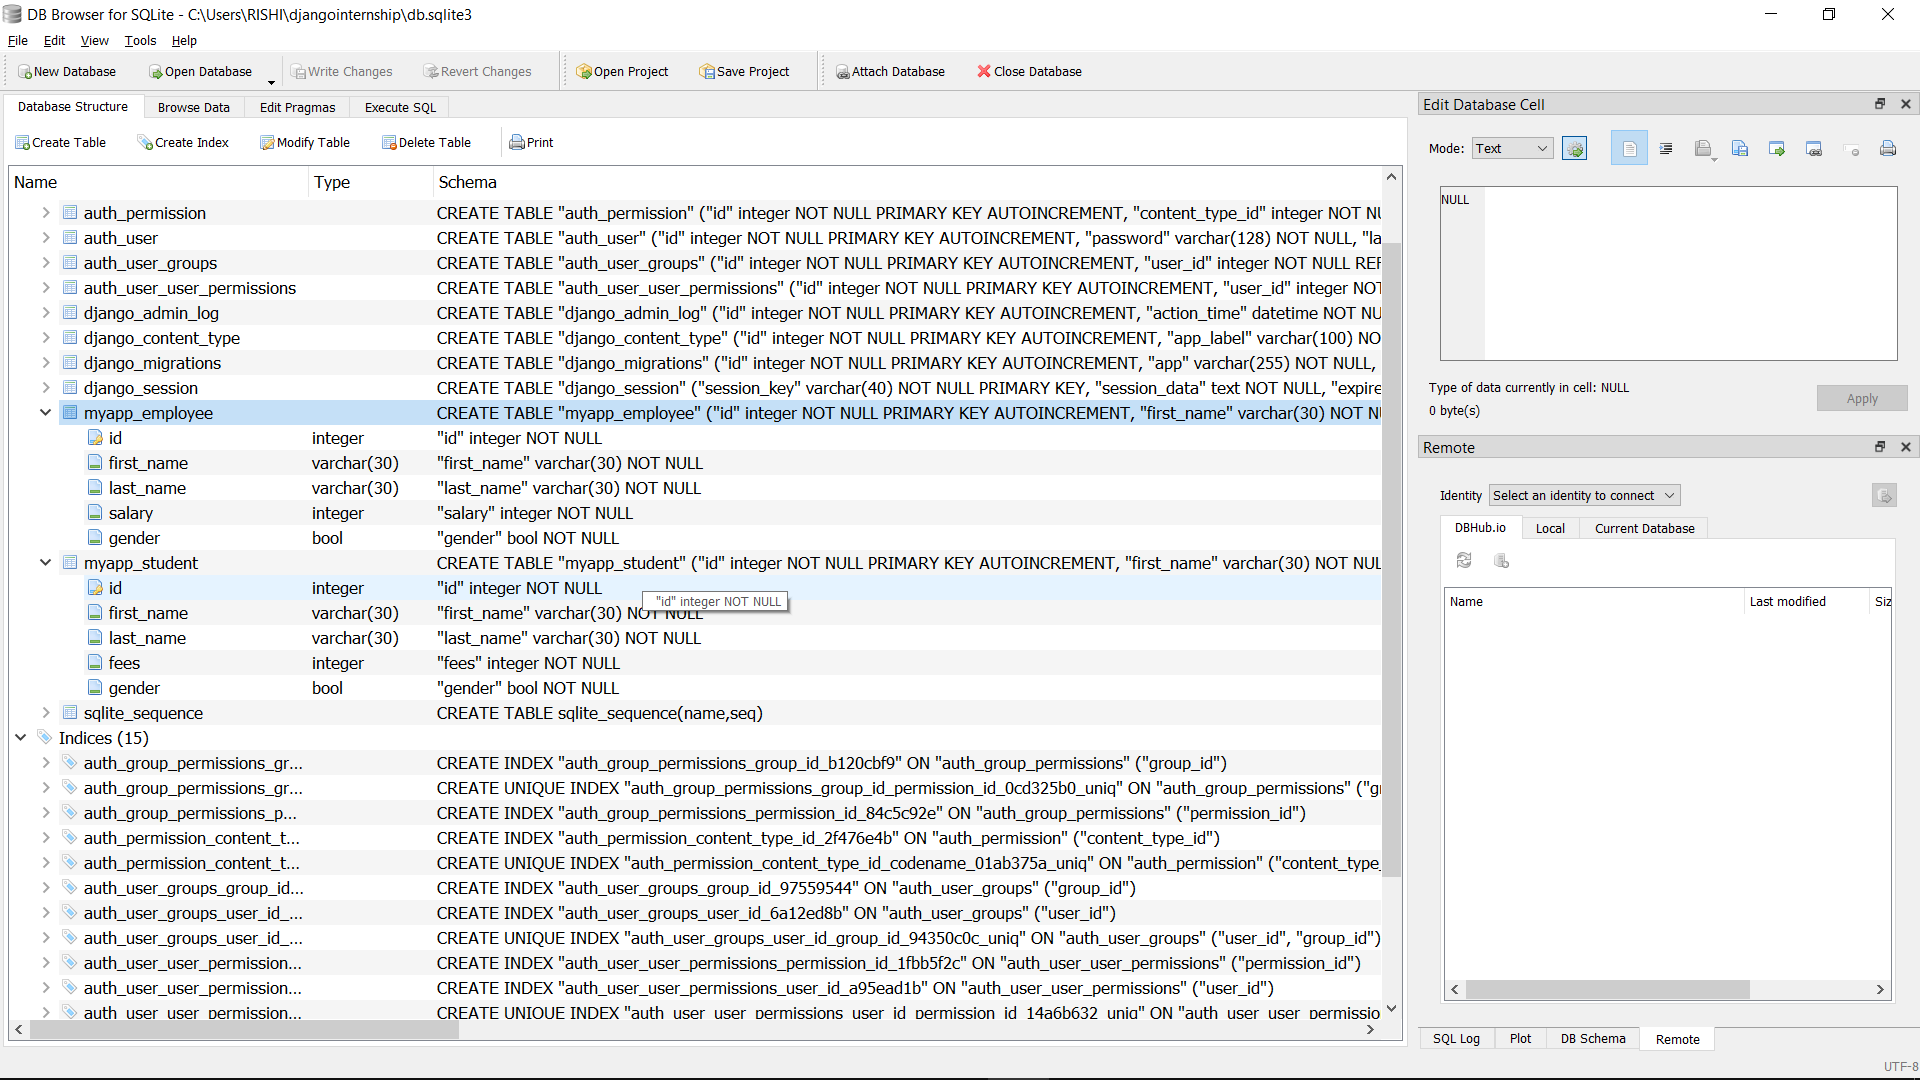 DB Browser for SQLite - C:\Users\RISHI\djangointernship\db.sqlite3
File Edit View Tools Help
New Database Open Database Write Changes Revert Changes Open Project Save Project Attach Database Close Database
Database Structure Browse Data Edit Pragmas Execute SQL
Create Table Create Index Modify Table Delete Table Print
Name Type Schema
auth_permission CREATE TABLE "auth_permission" ("id" integer NOT NULL PRIMARY KEY AUTOINCREMENT, "content_type_id" integer NOT NU
auth_user CREATE TABLE "auth_user" ("id" integer NOT NULL PRIMARY KEY AUTOINCREMENT, "password" varchar(128) NOT NULL, "la
auth_user_groups CREATE TABLE "auth_user_groups" ("id" integer NOT NULL PRIMARY KEY AUTOINCREMENT, "user_id" integer NOT NULL REF
auth_user_user_permissions CREATE TABLE "auth_user_user_permissions" ("id" integer NOT NULL PRIMARY KEY AUTOINCREMENT, "user_id" integer NOT
django_admin_log CREATE TABLE "django_admin_log" ("id" integer NOT NULL PRIMARY KEY AUTOINCREMENT, "action_time" datetime NOT NU
django_content_type CREATE TABLE "django_content_type" ("id" integer NOT NULL PRIMARY KEY AUTOINCREMENT, "app_label" varchar(100) NO
django_migrations CREATE TABLE "django_migrations" ("id" integer NOT NULL PRIMARY KEY AUTOINCREMENT, "app" varchar(255) NOT NULL,
django_session CREATE TABLE "django_session" ("session_key" varchar(40) NOT NULL PRIMARY KEY, "session_data" text NOT NULL, "expire
myapp_employee CREATE TABLE "myapp_employee" ("id" integer NOT NULL PRIMARY KEY AUTOINCREMENT, "first_name" varchar(30) NOT NU
id integer "id" integer NOT NULL
first_name varchar(30) "first_name" varchar(30) NOT NULL
last_name varchar(30) "last_name" varchar(30) NOT NULL
salary integer "salary" integer NOT NULL
gender bool "gender" bool NOT NULL
myapp_student CREATE TABLE "myapp_student" ("id" integer NOT NULL PRIMARY KEY AUTOINCREMENT, "first_name" varchar(30) NOT NUL
id integer "id" integer NOT NULL
"id" integer NOT NULL
first_name varchar(30) "first_name" varchar(30) NOT NULL
last_name varchar(30) "last_name" varchar(30) NOT NULL
fees integer "fees" integer NOT NULL
gender bool "gender" bool NOT NULL
sqlite_sequence CREATE TABLE sqlite_sequence(name,seq)
Indices (15)
auth_group_permissions_gr... CREATE INDEX "auth_group_permissions_group_id_b120cbf9" ON "auth_group_permissions" ("group_id")
auth_group_permissions_gr... CREATE UNIQUE INDEX "auth_group_permissions_group_id_permission_id_0cd325b0_uniq" ON "auth_group_permissions" ("gr
auth_group_permissions_p... CREATE INDEX "auth_group_permissions_permission_id_84c5c92e" ON "auth_group_permissions" ("permission_id")
auth_permission_content_t... CREATE INDEX "auth_permission_content_type_id_2f476e4b" ON "auth_permission" ("content_type_id")
auth_permission_content_t... CREATE UNIQUE INDEX "auth_permission_content_type_id_codename_01ab375a_uniq" ON "auth_permission" ("content_type_
auth_user_groups_group_id... CREATE INDEX "auth_user_groups_group_id_97559544" ON "auth_user_groups" ("group_id")
auth_user_groups_user_id_... CREATE INDEX "auth_user_groups_user_id_6a12ed8b" ON "auth_user_groups" ("user_id")
auth_user_groups_user_id_... CREATE UNIQUE INDEX "auth_user_groups_user_id_group_id_94350c0c_uniq" ON "auth_user_groups" ("user_id", "group_id")
auth_user_user_permission... CREATE INDEX "auth_user_user_permissions_permission_id_1fbb5f2c" ON "auth_user_user_permissions" ("permission_id")
auth_user_user_permission... CREATE INDEX "auth_user_user_permissions_user_id_a95ead1b" ON "auth_user_user_permissions" ("user_id")
auth_user_user_permission... CREATE UNIQUE INDEX "auth_user_user_permissions_user_id_permission_id_14a6b632_uniq" ON "auth_user_user_permissio
Edit Database Cell
Mode: Text
NULL
Type of data currently in cell: NULL
0 byte(s)
Apply
Remote
Identity Select an identity to connect
DBHub.io Local Current Database
Name Last modified Siz
SQL Log Plot DB Schema Remote
UTF-8